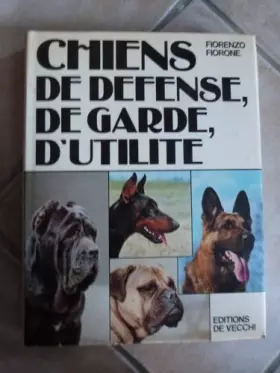 CHIENS
FIORENZO
FIORONE
DE DEFENSE,
DE GARDE,
D'UTILITE
EDITIONS
DE VECCHI